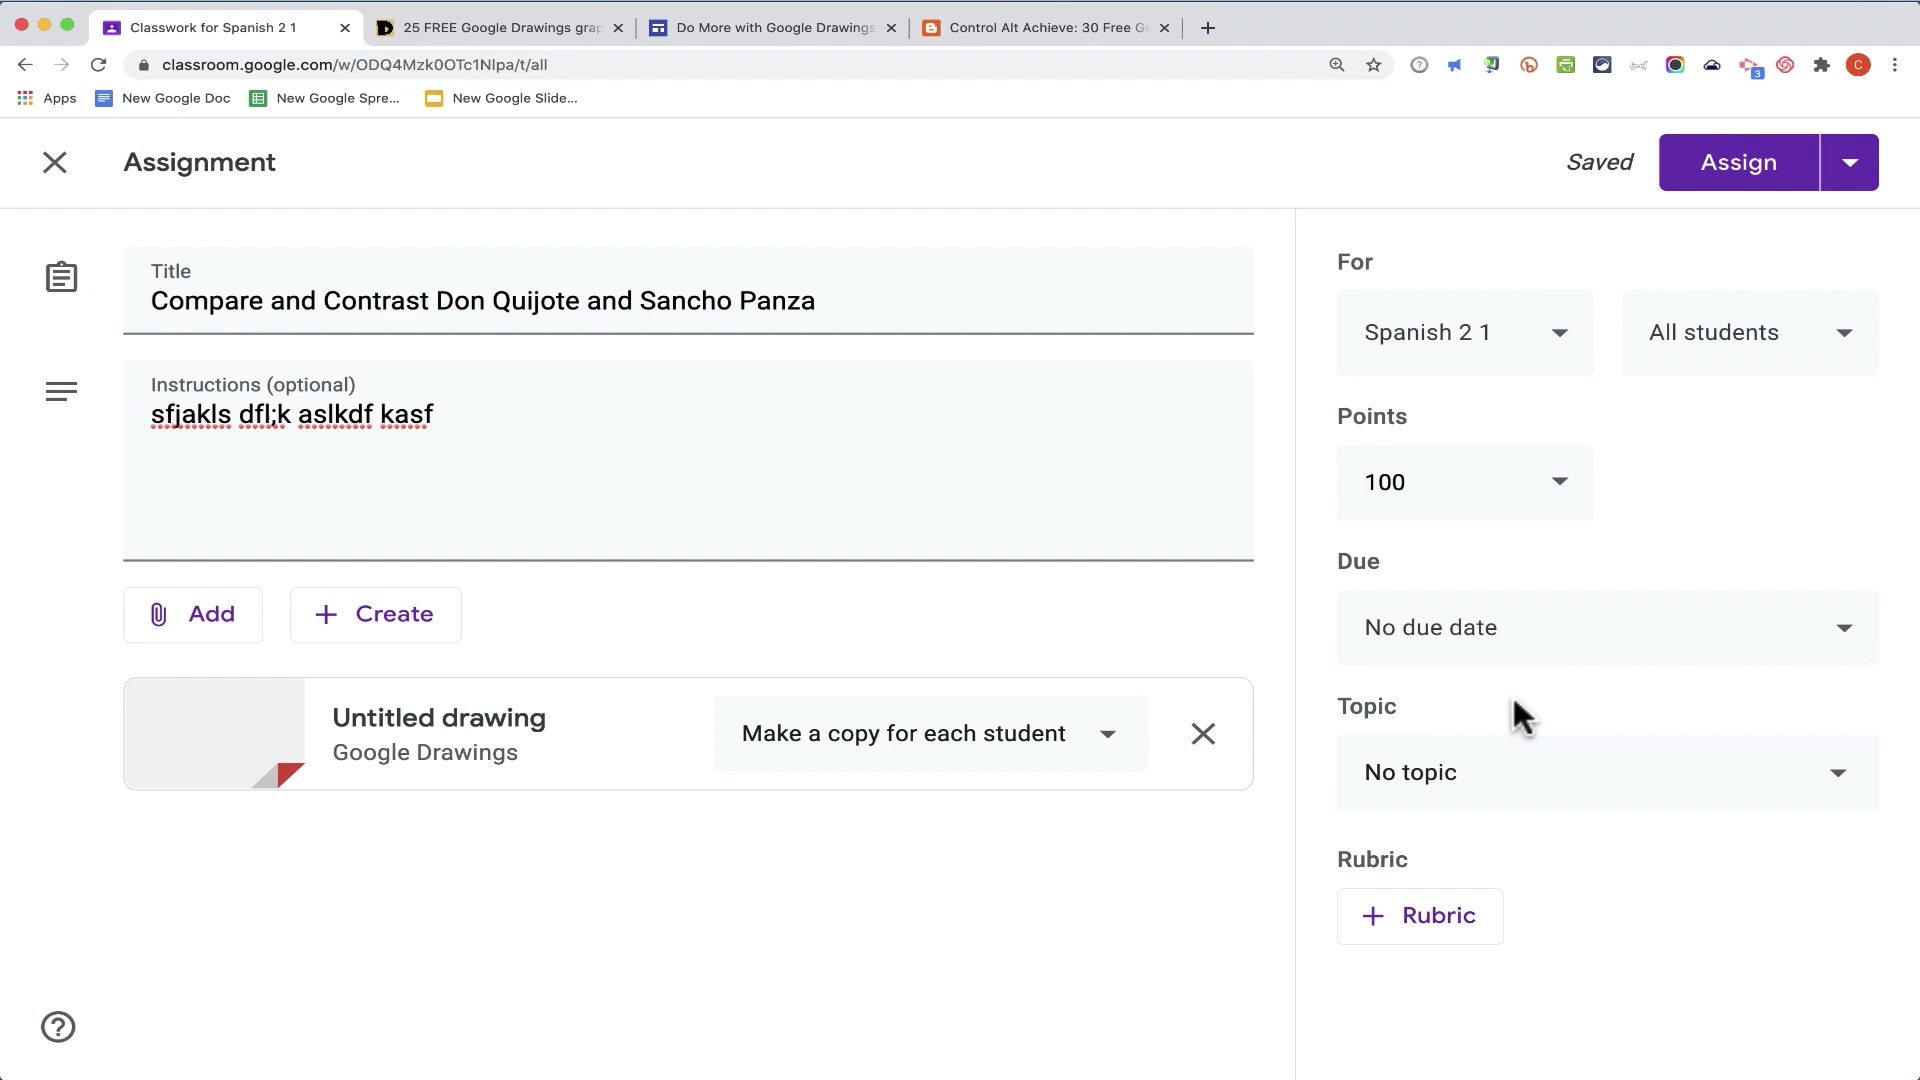 Classwork for Spanish 2 1
25 FREE Google Drawings grap
Do More with Google Drawings
Control Alt Achieve: 30 Free Go
classroom.google.com/w/ODQ4Mzk0OTc1Nlpa/t/all
3
C
Apps
New Google Doc
New Google Spre...
New Google Slide...
Assignment
Saved
Assign
Title
Compare and Contrast Don Quijote and Sancho Panza
Instructions (optional)
sfjakls dfl;k aslkdf kasf
Add
Create
Untitled drawing
Google Drawings
Make a copy for each student
For
Spanish 2 1
All students
Points
100
Due
No due date
Topic
No topic
Rubric
Rubric